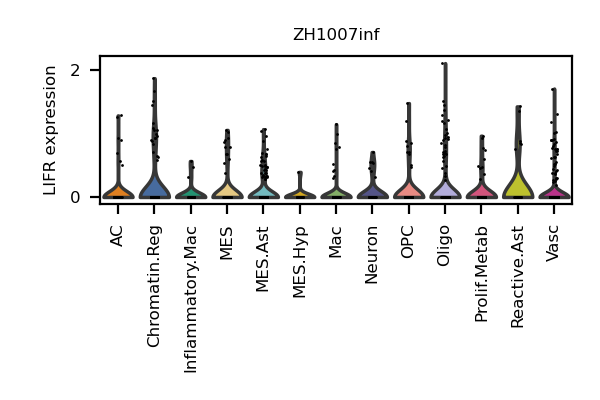 ZH1007inf
LIFR expression
2
0
AC
Chromatin.Reg
Inflammatory.Mac
MES
MES.Ast
MES.Hyp
Mac
Neuron
OPC
Oligo
Prolif.Metab
Reactive.Ast
Vasc